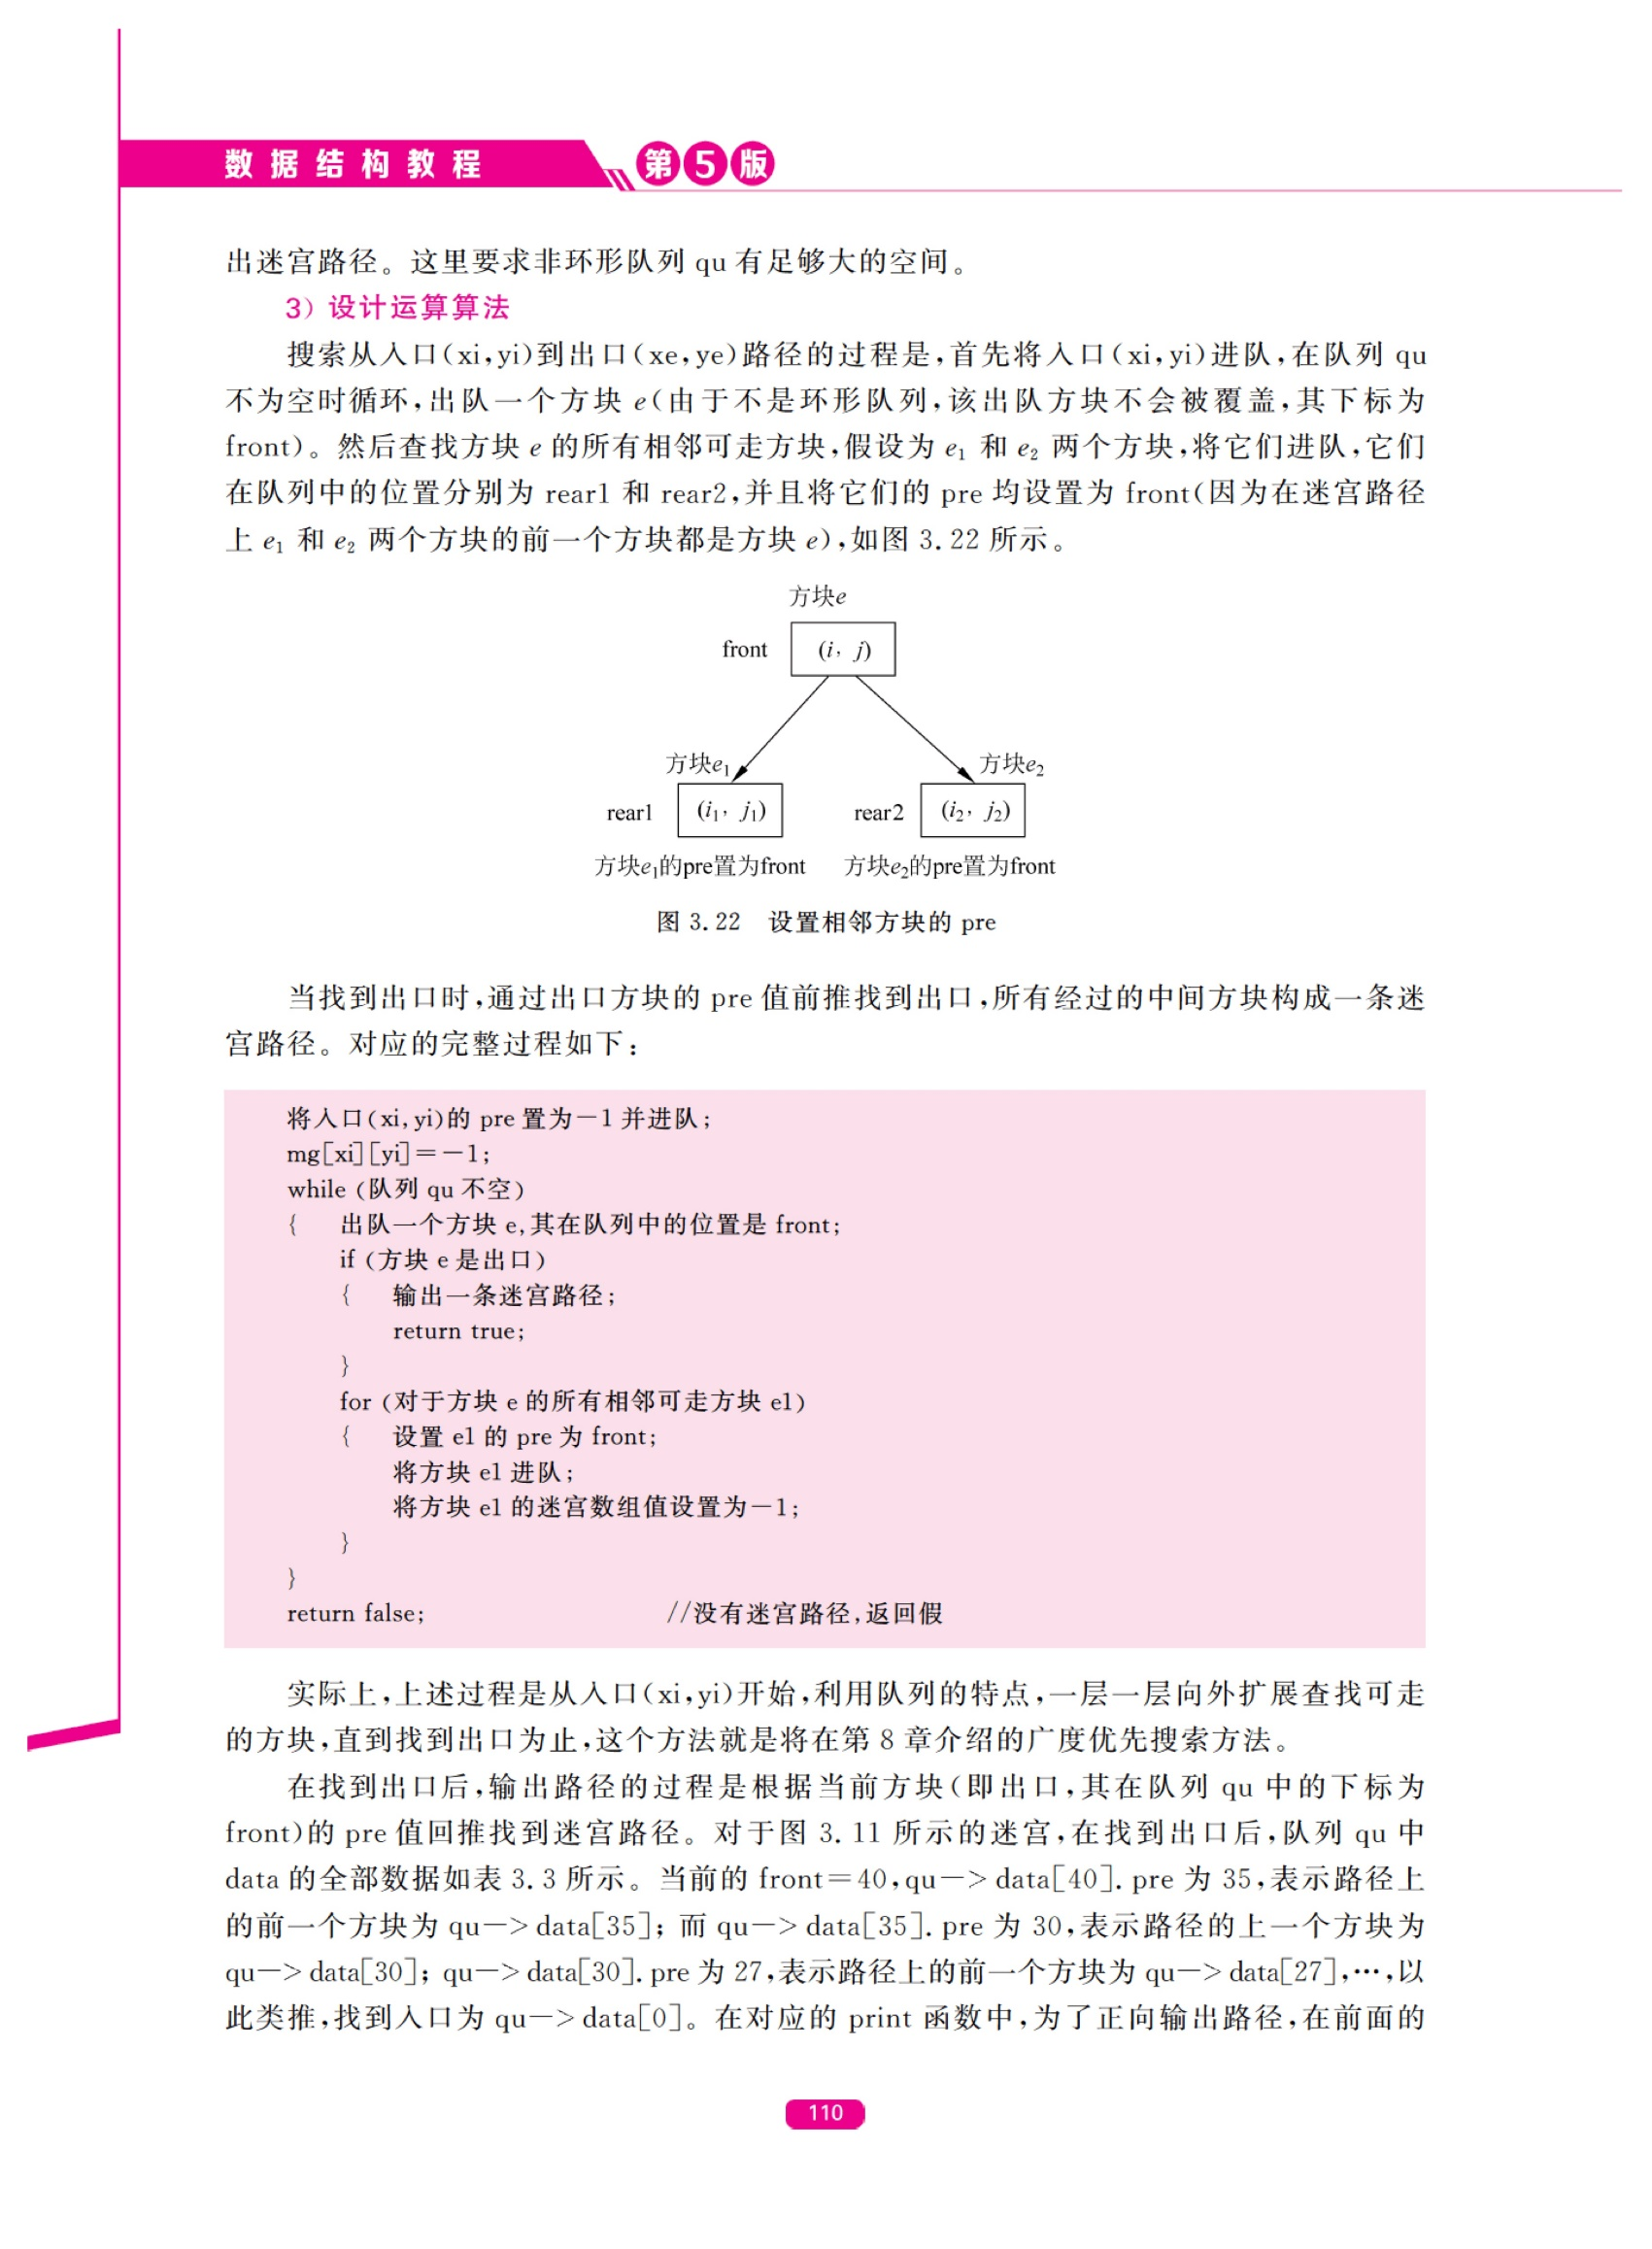 数据结构教程 第5版
出迷宫路径。这里要求非环形队列 qu 有足够大的空间。
3）设计运算算法
搜索从入口(xi,yi)到出口(xe,ye)路径的过程是,首先将入口(xi,yi)进队,在队列 qu
不为空时循环,出队一个方块 e(由于不是环形队列,该出队方块不会被覆盖,其下标为
front)。然后查找方块 e 的所有相邻可走方块,假设为 e₁ 和 e₂ 两个方块,将它们进队,它们
在队列中的位置分别为 rear1 和 rear2,并且将它们的 pre 均设置为 front(因为在迷宫路径
上 e₁ 和 e₂ 两个方块的前一个方块都是方块 e),如图 3.22 所示。
方块e
front (i, j)
方块e₁ 方块e₂
rear1 (i₁, j₁) rear2 (i₂, j₂)
方块e₁的pre置为front 方块e₂的pre置为front
图 3.22 设置相邻方块的 pre
当找到出口时,通过出口方块的 pre 值前推找到出口,所有经过的中间方块构成一条迷
宫路径。对应的完整过程如下：
将入口(xi,yi)的 pre 置为－1 并进队;
mg[xi][yi]＝－1;
while (队列 qu 不空)
{ 出队一个方块 e,其在队列中的位置是 front;
if (方块 e 是出口)
{ 输出一条迷宫路径;
return true;
}
for (对于方块 e 的所有相邻可走方块 e1)
{ 设置 e1 的 pre 为 front;
将方块 e1 进队;
将方块 e1 的迷宫数组值设置为－1;
}
}
return false; //没有迷宫路径,返回假
实际上,上述过程是从入口(xi,yi)开始,利用队列的特点,一层一层向外扩展查找可走
的方块,直到找到出口为止,这个方法就是将在第 8 章介绍的广度优先搜索方法。
在找到出口后,输出路径的过程是根据当前方块(即出口,其在队列 qu 中的下标为
front)的 pre 值回推找到迷宫路径。对于图 3.11 所示的迷宫,在找到出口后,队列 qu 中
data 的全部数据如表 3.3 所示。当前的 front＝40,qu－>data[40].pre 为 35,表示路径上
的前一个方块为 qu－>data[35]；而 qu－>data[35].pre 为 30,表示路径的上一个方块为
qu－>data[30]；qu－>data[30].pre 为 27,表示路径上的前一个方块为 qu－>data[27],…,以
此类推,找到入口为 qu－>data[0]。在对应的 print 函数中,为了正向输出路径,在前面的
110